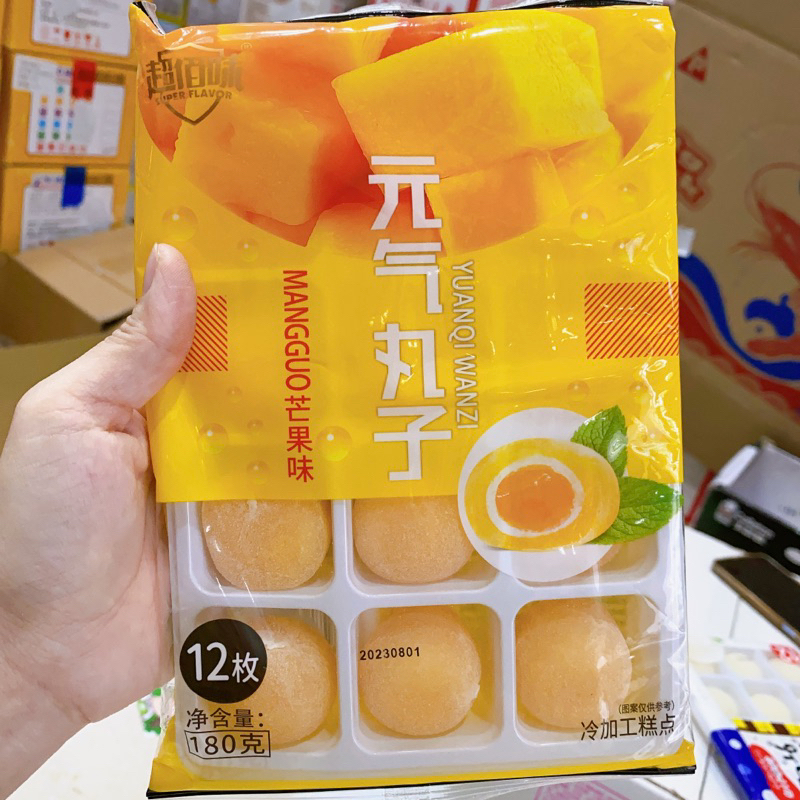 超佰味
SUPER FLAVOR
元气丸子
YUANQI WANZI
MANGGUO芒果味
12枚
20230801
净含量:
180克
(图案仅供参考)
冷加工糕点